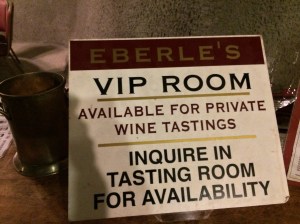 EBERLE'S
VIP ROOM
AVAILABLE FOR PRIVATE
WINE TASTINGS
INQUIRE IN
TASTING ROOM
FOR AVAILABILITY